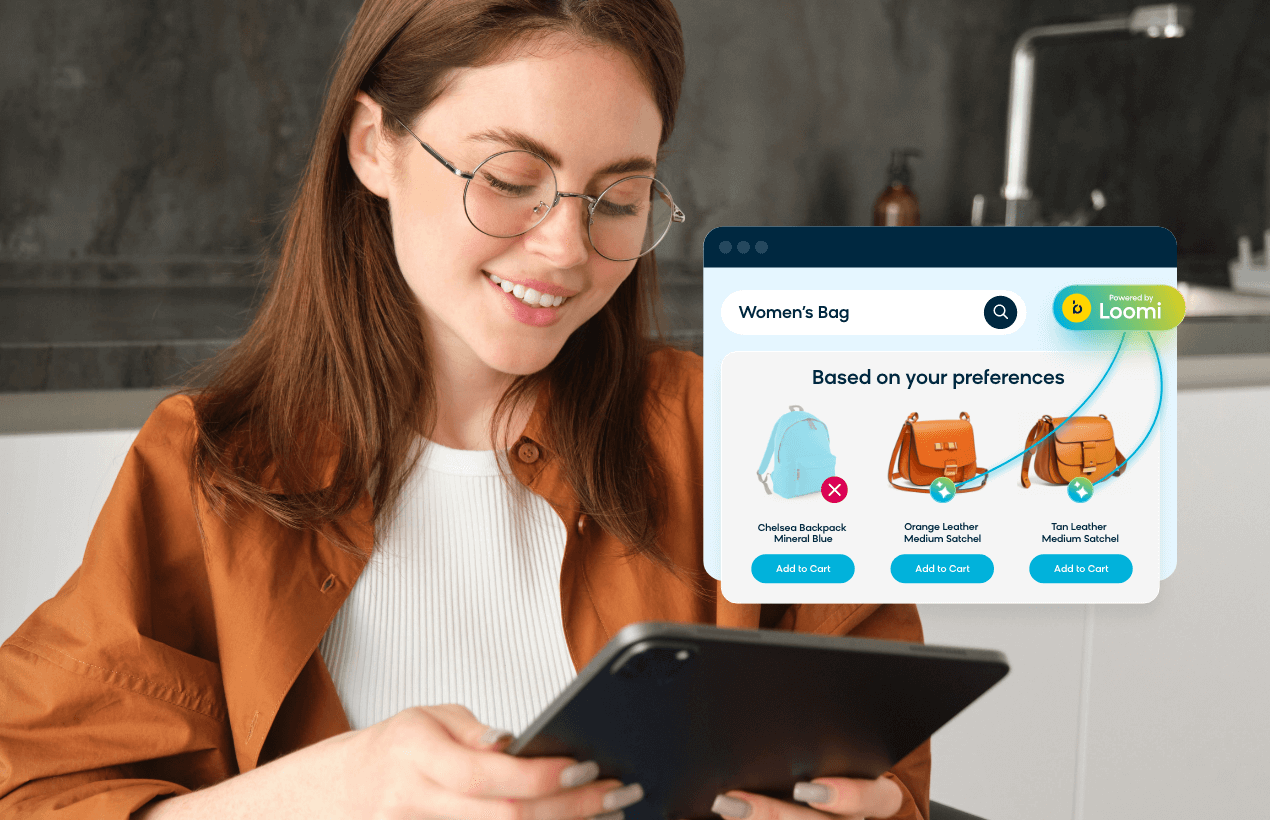 Women's Bag
Powered by
Loomi
Based on your preferences
Chelsea Backpack
Mineral Blue
Orange Leather
Medium Satchel
Tan Leather
Medium Satchel
Add to Cart
Add to Cart
Add to Cart